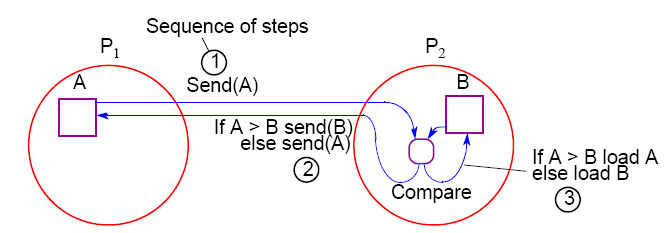 Sequence of steps
P1
1
P2
A
Send(A)
B
If A > B send(B)
else send(A)
2
Compare
If A > B load A
else load B
3